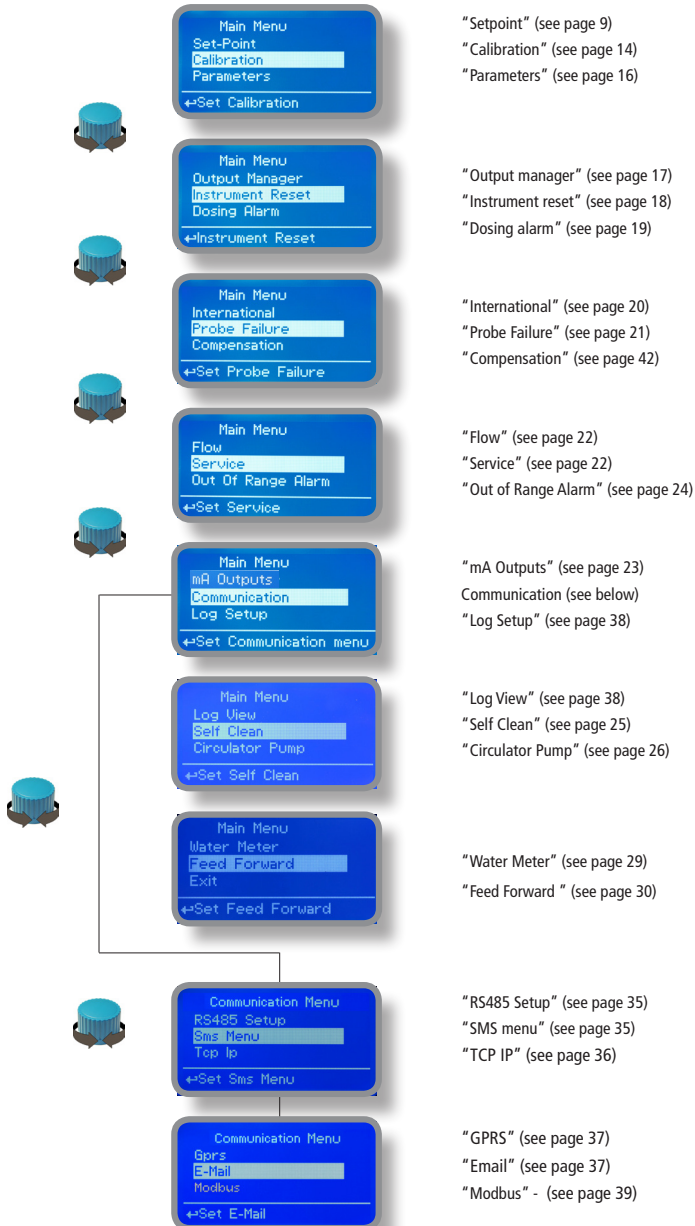 Main Menu
Set-Point
Calibration
Parameters
↩Set Calibration
"Setpoint" (see page 9)
"Calibration" (see page 14)
"Parameters" (see page 16)
Main Menu
Output Manager
Instrument Reset
Dosing Alarm
↩Instrument Reset
"Output manager" (see page 17)
"Instrument reset" (see page 18)
"Dosing alarm" (see page 19)
Main Menu
International
Probe Failure
Compensation
↩Set Probe Failure
"International" (see page 20)
"Probe Failure" (see page 21)
"Compensation" (see page 42)
Main Menu
Flow
Service
Out Of Range Alarm
↩Set Service
"Flow" (see page 22)
"Service" (see page 22)
"Out of Range Alarm" (see page 24)
Main Menu
mA Outputs
Communication
Log Setup
↩Set Communication menu
"mA Outputs" (see page 23)
Communication (see below)
"Log Setup" (see page 38)
Main Menu
Log View
Self Clean
Circulator Pump
↩Set Self Clean
"Log View" (see page 38)
"Self Clean" (see page 25)
"Circulator Pump" (see page 26)
Main Menu
Water Meter
Feed Forward
Exit
↩Set Feed Forward
"Water Meter" (see page 29)
"Feed Forward " (see page 30)
Communication Menu
RS485 Setup
Sms Menu
Tcp Ip
↩Set Sms Menu
"RS485 Setup" (see page 35)
"SMS menu" (see page 35)
"TCP IP" (see page 36)
Communication Menu
Gprs
E-Mail
Modbus
↩Set E-Mail
"GPRS" (see page 37)
"Email" (see page 37)
"Modbus" - (see page 39)